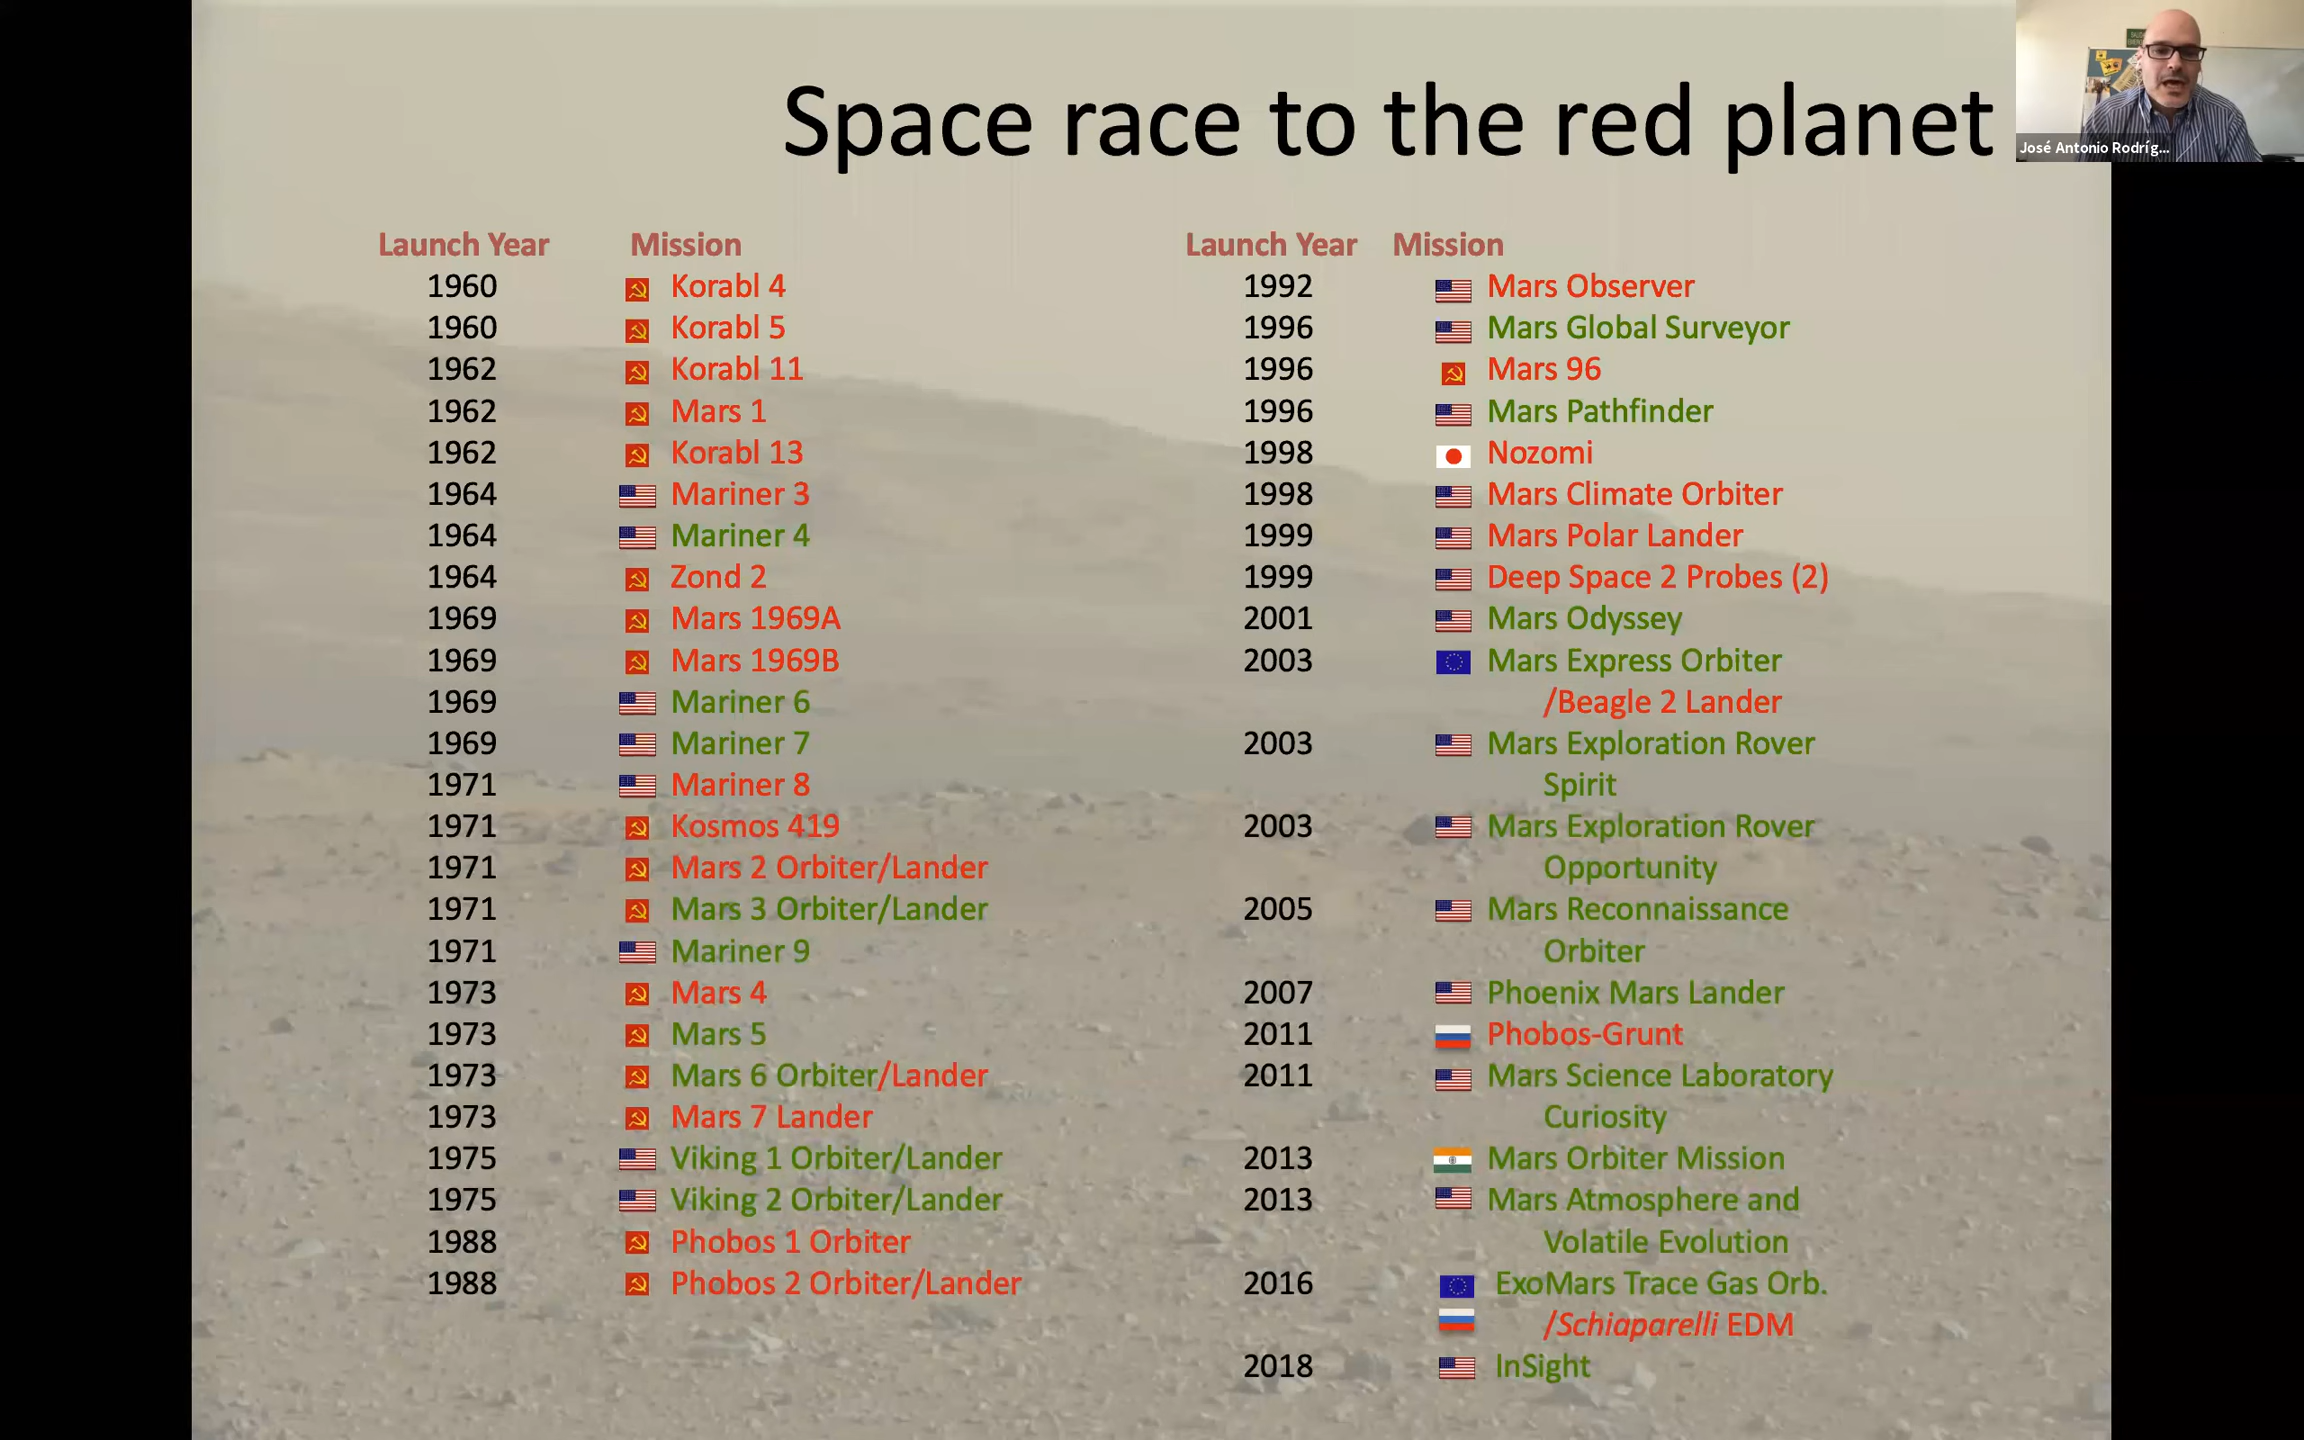 Space race to the red planet
José Antonio Rodríg...
Launch Year Mission
1960 Korabl 4
1960 Korabl 5
1962 Korabl 11
1962 Mars 1
1962 Korabl 13
1964 Mariner 3
1964 Mariner 4
1964 Zond 2
1969 Mars 1969A
1969 Mars 1969B
1969 Mariner 6
1969 Mariner 7
1971 Mariner 8
1971 Kosmos 419
1971 Mars 2 Orbiter/Lander
1971 Mars 3 Orbiter/Lander
1971 Mariner 9
1973 Mars 4
1973 Mars 5
1973 Mars 6 Orbiter/Lander
1973 Mars 7 Lander
1975 Viking 1 Orbiter/Lander
1975 Viking 2 Orbiter/Lander
1988 Phobos 1 Orbiter
1988 Phobos 2 Orbiter/Lander
Launch Year Mission
1992 Mars Observer
1996 Mars Global Surveyor
1996 Mars 96
1996 Mars Pathfinder
1998 Nozomi
1998 Mars Climate Orbiter
1999 Mars Polar Lander
1999 Deep Space 2 Probes (2)
2001 Mars Odyssey
2003 Mars Express Orbiter
/Beagle 2 Lander
2003 Mars Exploration Rover
Spirit
2003 Mars Exploration Rover
Opportunity
2005 Mars Reconnaissance
Orbiter
2007 Phoenix Mars Lander
2011 Phobos-Grunt
2011 Mars Science Laboratory
Curiosity
2013 Mars Orbiter Mission
2013 Mars Atmosphere and
Volatile Evolution
2016 ExoMars Trace Gas Orb.
/Schiaparelli EDM
2018 InSight